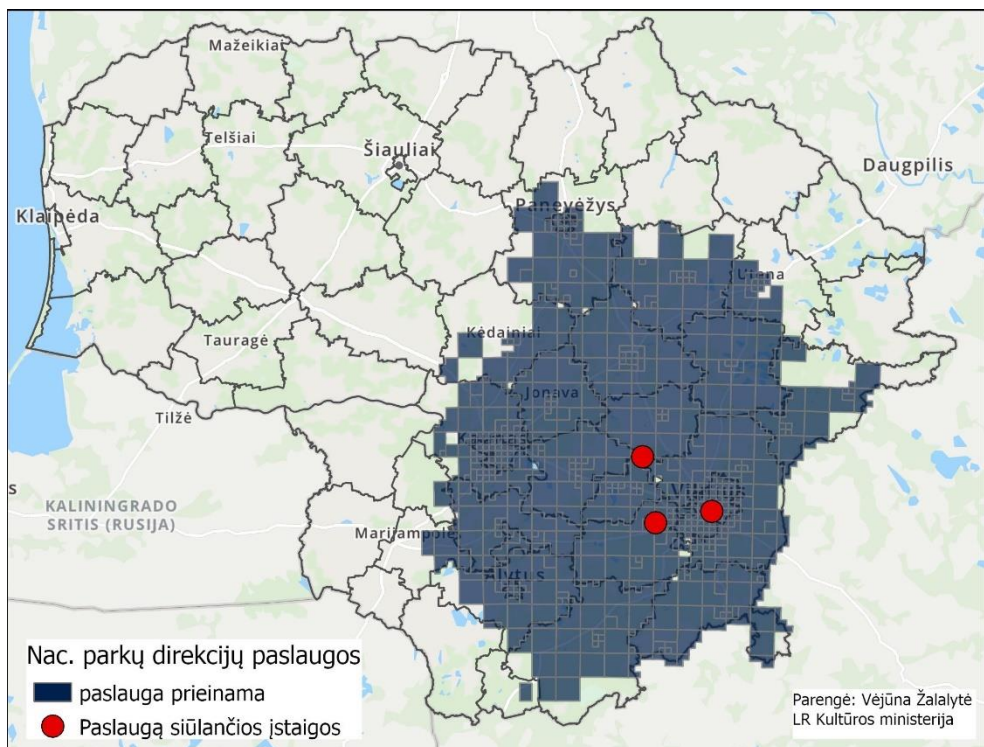 Mažeikiai
Telšiai
Šiauliai
Daugpilis
Klaipėda
Panevėžys
Utena
Kėdainiai
Tauragė
Jonava
Tilžė
s
KALININGRADO
SRITIS (RUSIJA)
Marijampolė
Alytus
Nac. parkų direkcijų paslaugos
paslauga prieinama
Paslaugą siūlančios įstaigos
Parengė: Vėjūna Žalalytė
LR Kultūros ministerija